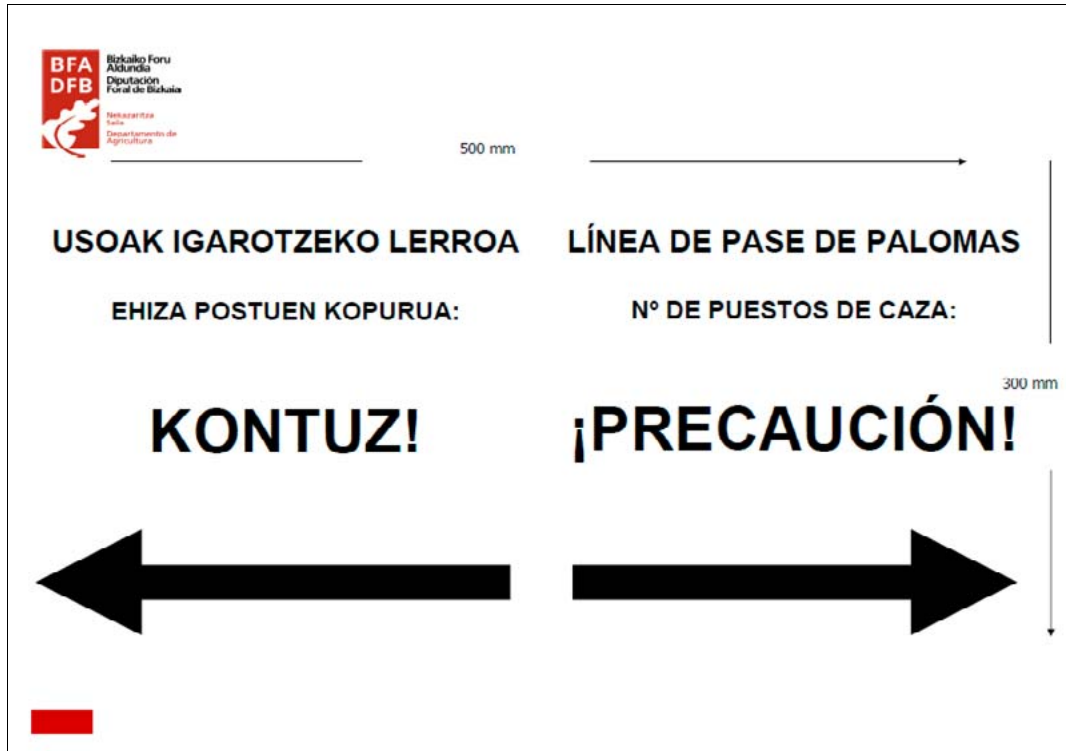 BFA
DFB
Bizkaiko Foru
Aldundia
Diputación
Foral de Bizkaia
Nekazaritza
Saila
Departamento de
Agricultura
500 mm
USOAK IGAROTZEKO LERROA
LÍNEA DE PASE DE PALOMAS
EHIZA POSTUEN KOPURUA:
Nº DE PUESTOS DE CAZA:
300 mm
KONTUZ!
¡PRECAUCIÓN!